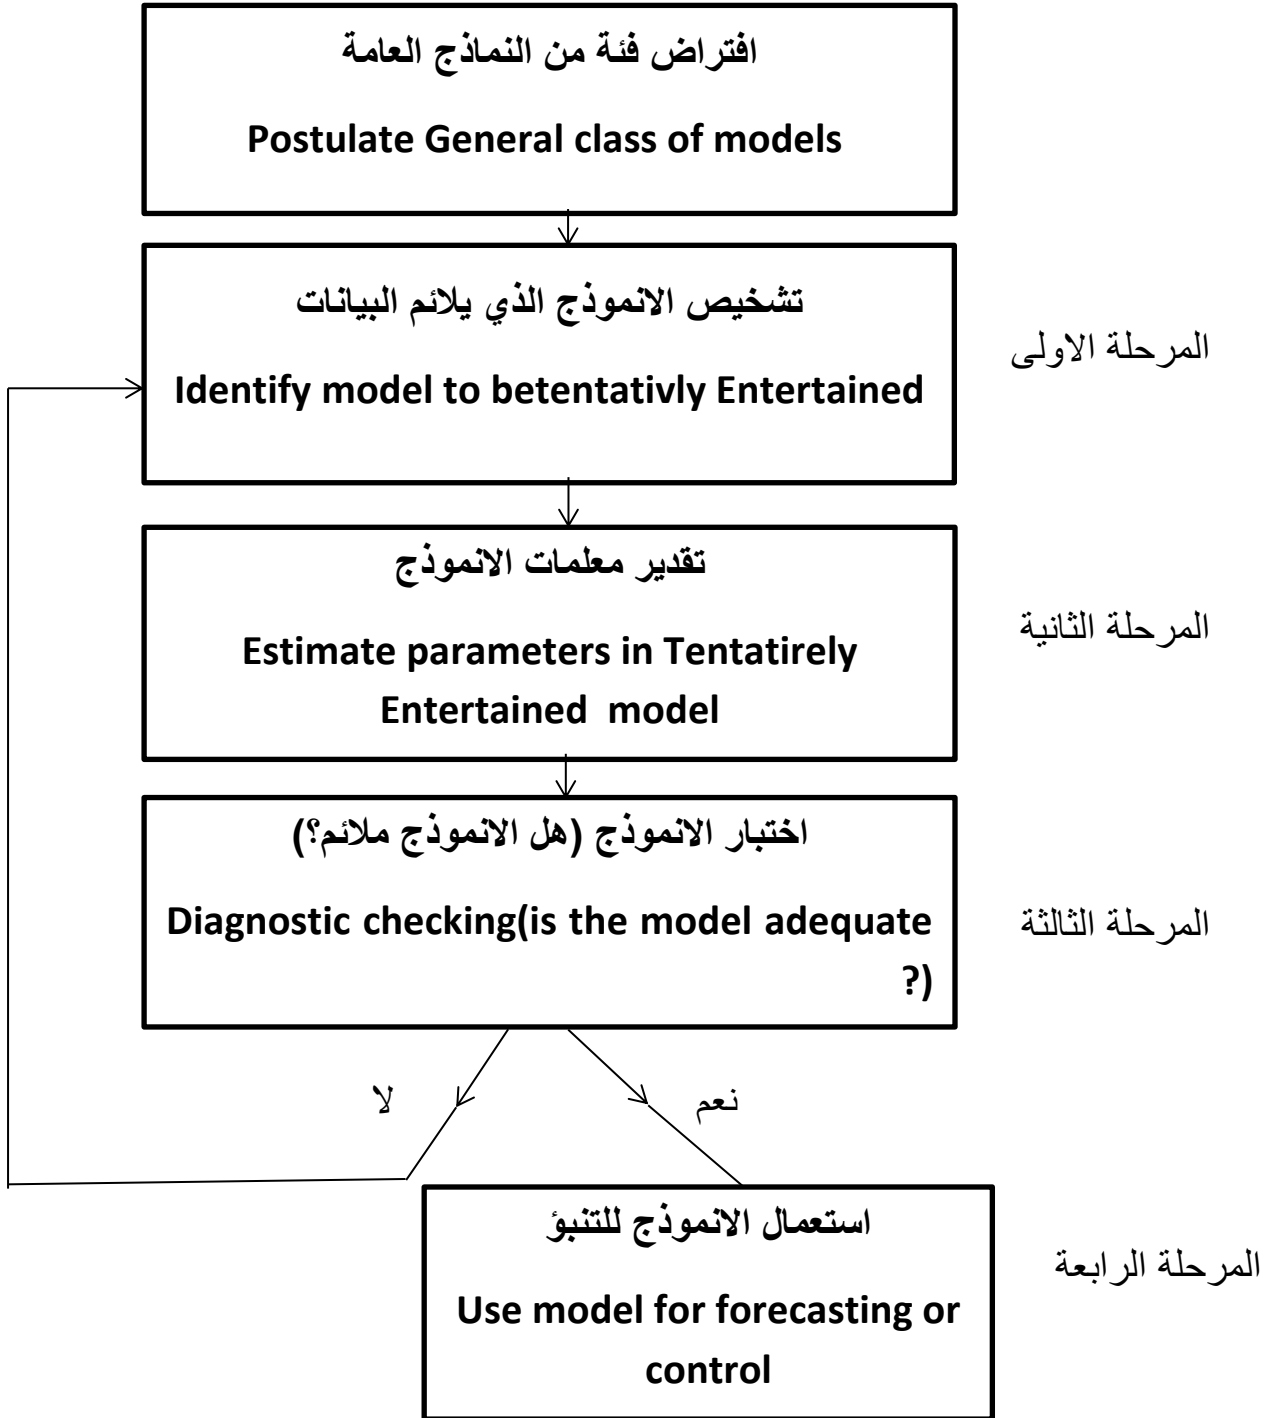 افتراض فئة من النماذج العامة
Postulate General class of models
تشخيص الانموذج الذي يلائم البيانات
Identify model to betentativly Entertained
المرحلة الاولى
تقدير معلمات الانموذج
Estimate parameters in Tentatirely
Entertained model
المرحلة الثانية
اختبار الانموذج (هل الانموذج ملائم؟)
Diagnostic checking(is the model adequate
?)
المرحلة الثالثة
لا
نعم
استعمال الانموذج للتنبؤ
Use model for forecasting or
control
المرحلة الرابعة